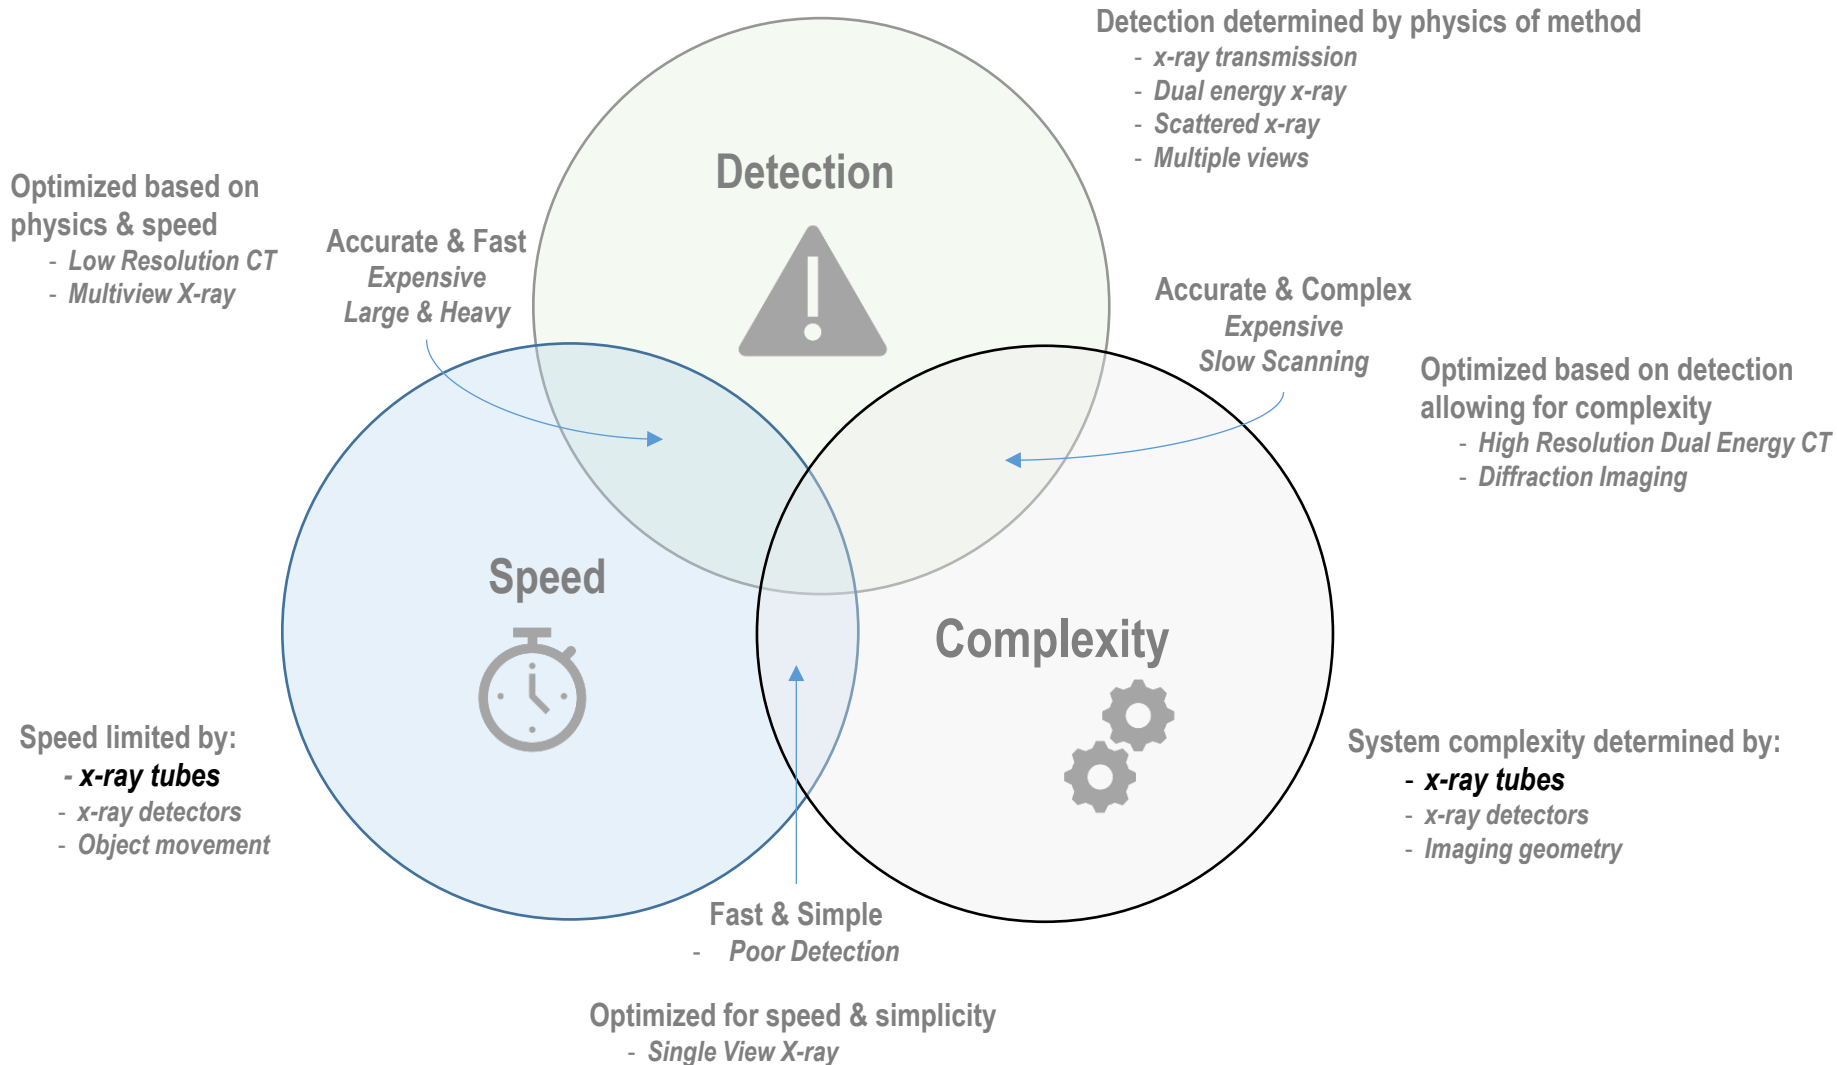 Detection determined by physics of method
- x-ray transmission
- Dual energy x-ray
- Scattered x-ray
- Multiple views
Detection
Optimized based on
physics & speed
- Low Resolution CT
- Multiview X-ray
Accurate & Fast
Expensive
Large & Heavy
Accurate & Complex
Expensive
Slow Scanning
Optimized based on detection
allowing for complexity
- High Resolution Dual Energy CT
- Diffraction Imaging
Speed
Complexity
Speed limited by:
- x-ray tubes
- x-ray detectors
- Object movement
System complexity determined by:
- x-ray tubes
- x-ray detectors
- Imaging geometry
Fast & Simple
- Poor Detection
Optimized for speed & simplicity
- Single View X-ray